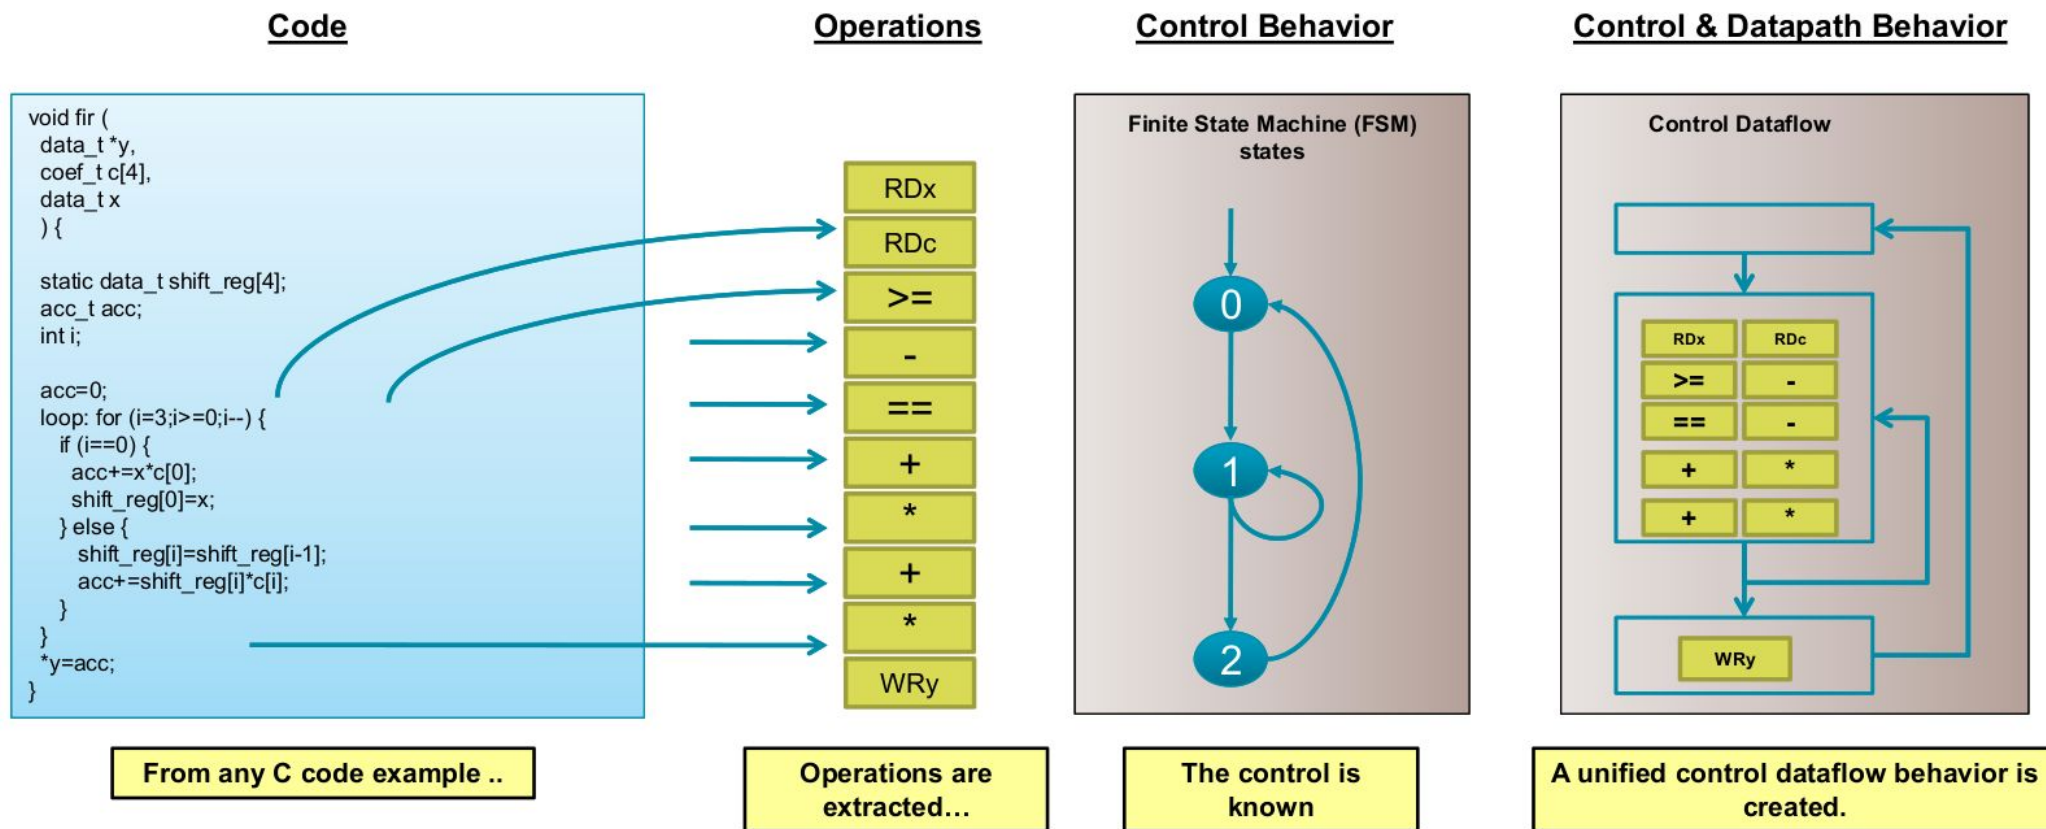 Code
void fir (
data_t *y,
coef_t c[4],
data_t x
) {
static data_t shift_reg[4];
acc_t acc;
int i;
acc=0;
loop: for (i=3;i>=0;i--) {
if (i==0) {
acc+=x*c[0];
shift_reg[0]=x;
} else {
shift_reg[i]=shift_reg[i-1];
acc+=shift_reg[i]*c[i];
}
}
*y=acc;
}
From any C code example ..
Operations
RDx
RDc
>=
-
==
+
*
+
*
WRy
Operations are
extracted…
Control Behavior
Finite State Machine (FSM)
states
0
1
2
The control is
known
Control & Datapath Behavior
Control Dataflow
RDx RDc
>= -
== -
+ *
+ *
WRy
A unified control dataflow behavior is
created.